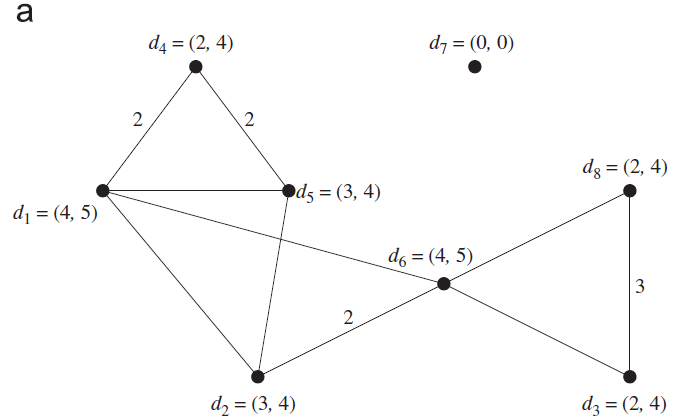 a
d4 = (2, 4)
d7 = (0, 0)
2
2
d8 = (2, 4)
d5 = (3, 4)
d1 = (4, 5)
d6 = (4, 5)
3
2
d2 = (3, 4)
d3 = (2, 4)